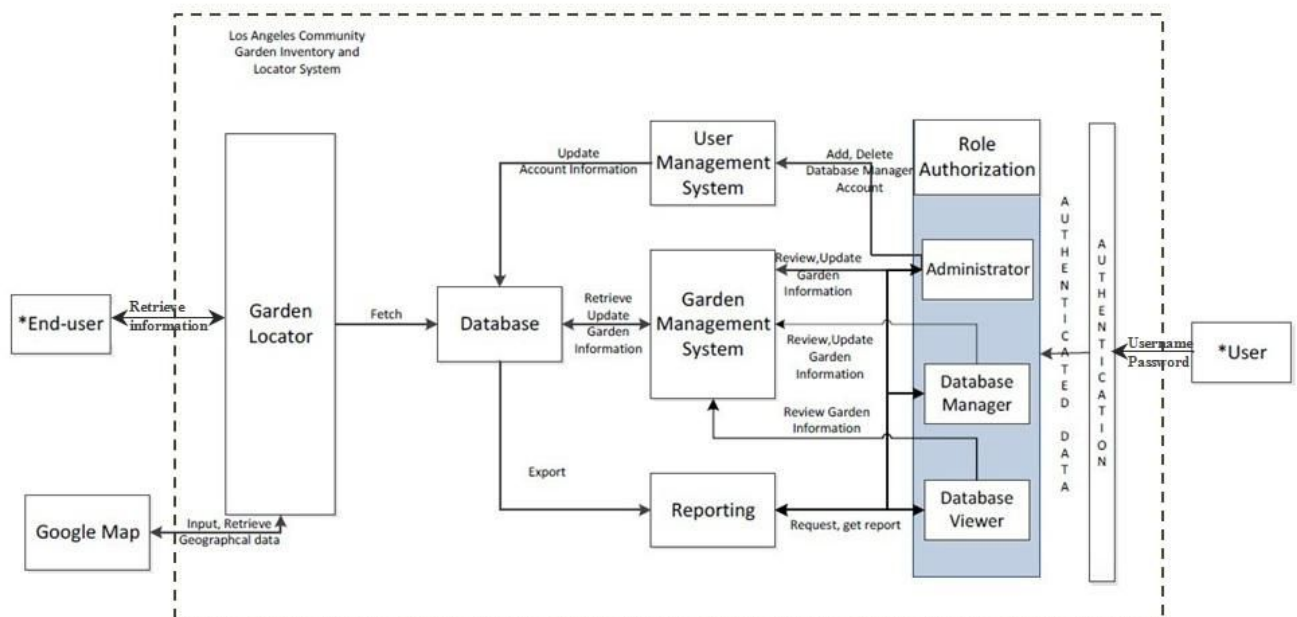 Los Angeles Community
Garden Inventory and
Locator System
User
Management
System
Role
Authorization
Update
Account Information
Add, Delete
Database Manager
Account
Administrator
Review,Update
Garden
Information
*End-user
Retrieve
information
Garden
Locator
Fetch
Database
Retrieve
Update
Garden
Information
Garden
Management
System
Review,Update
Garden
Information
Database
Manager
Review Garden
Information
AUTHENTICATED DATA
AUTHENTICATION
Username
Password
*User
Export
Reporting
Request, get report
Database
Viewer
Google Map
Input, Retrieve
Geographcal data